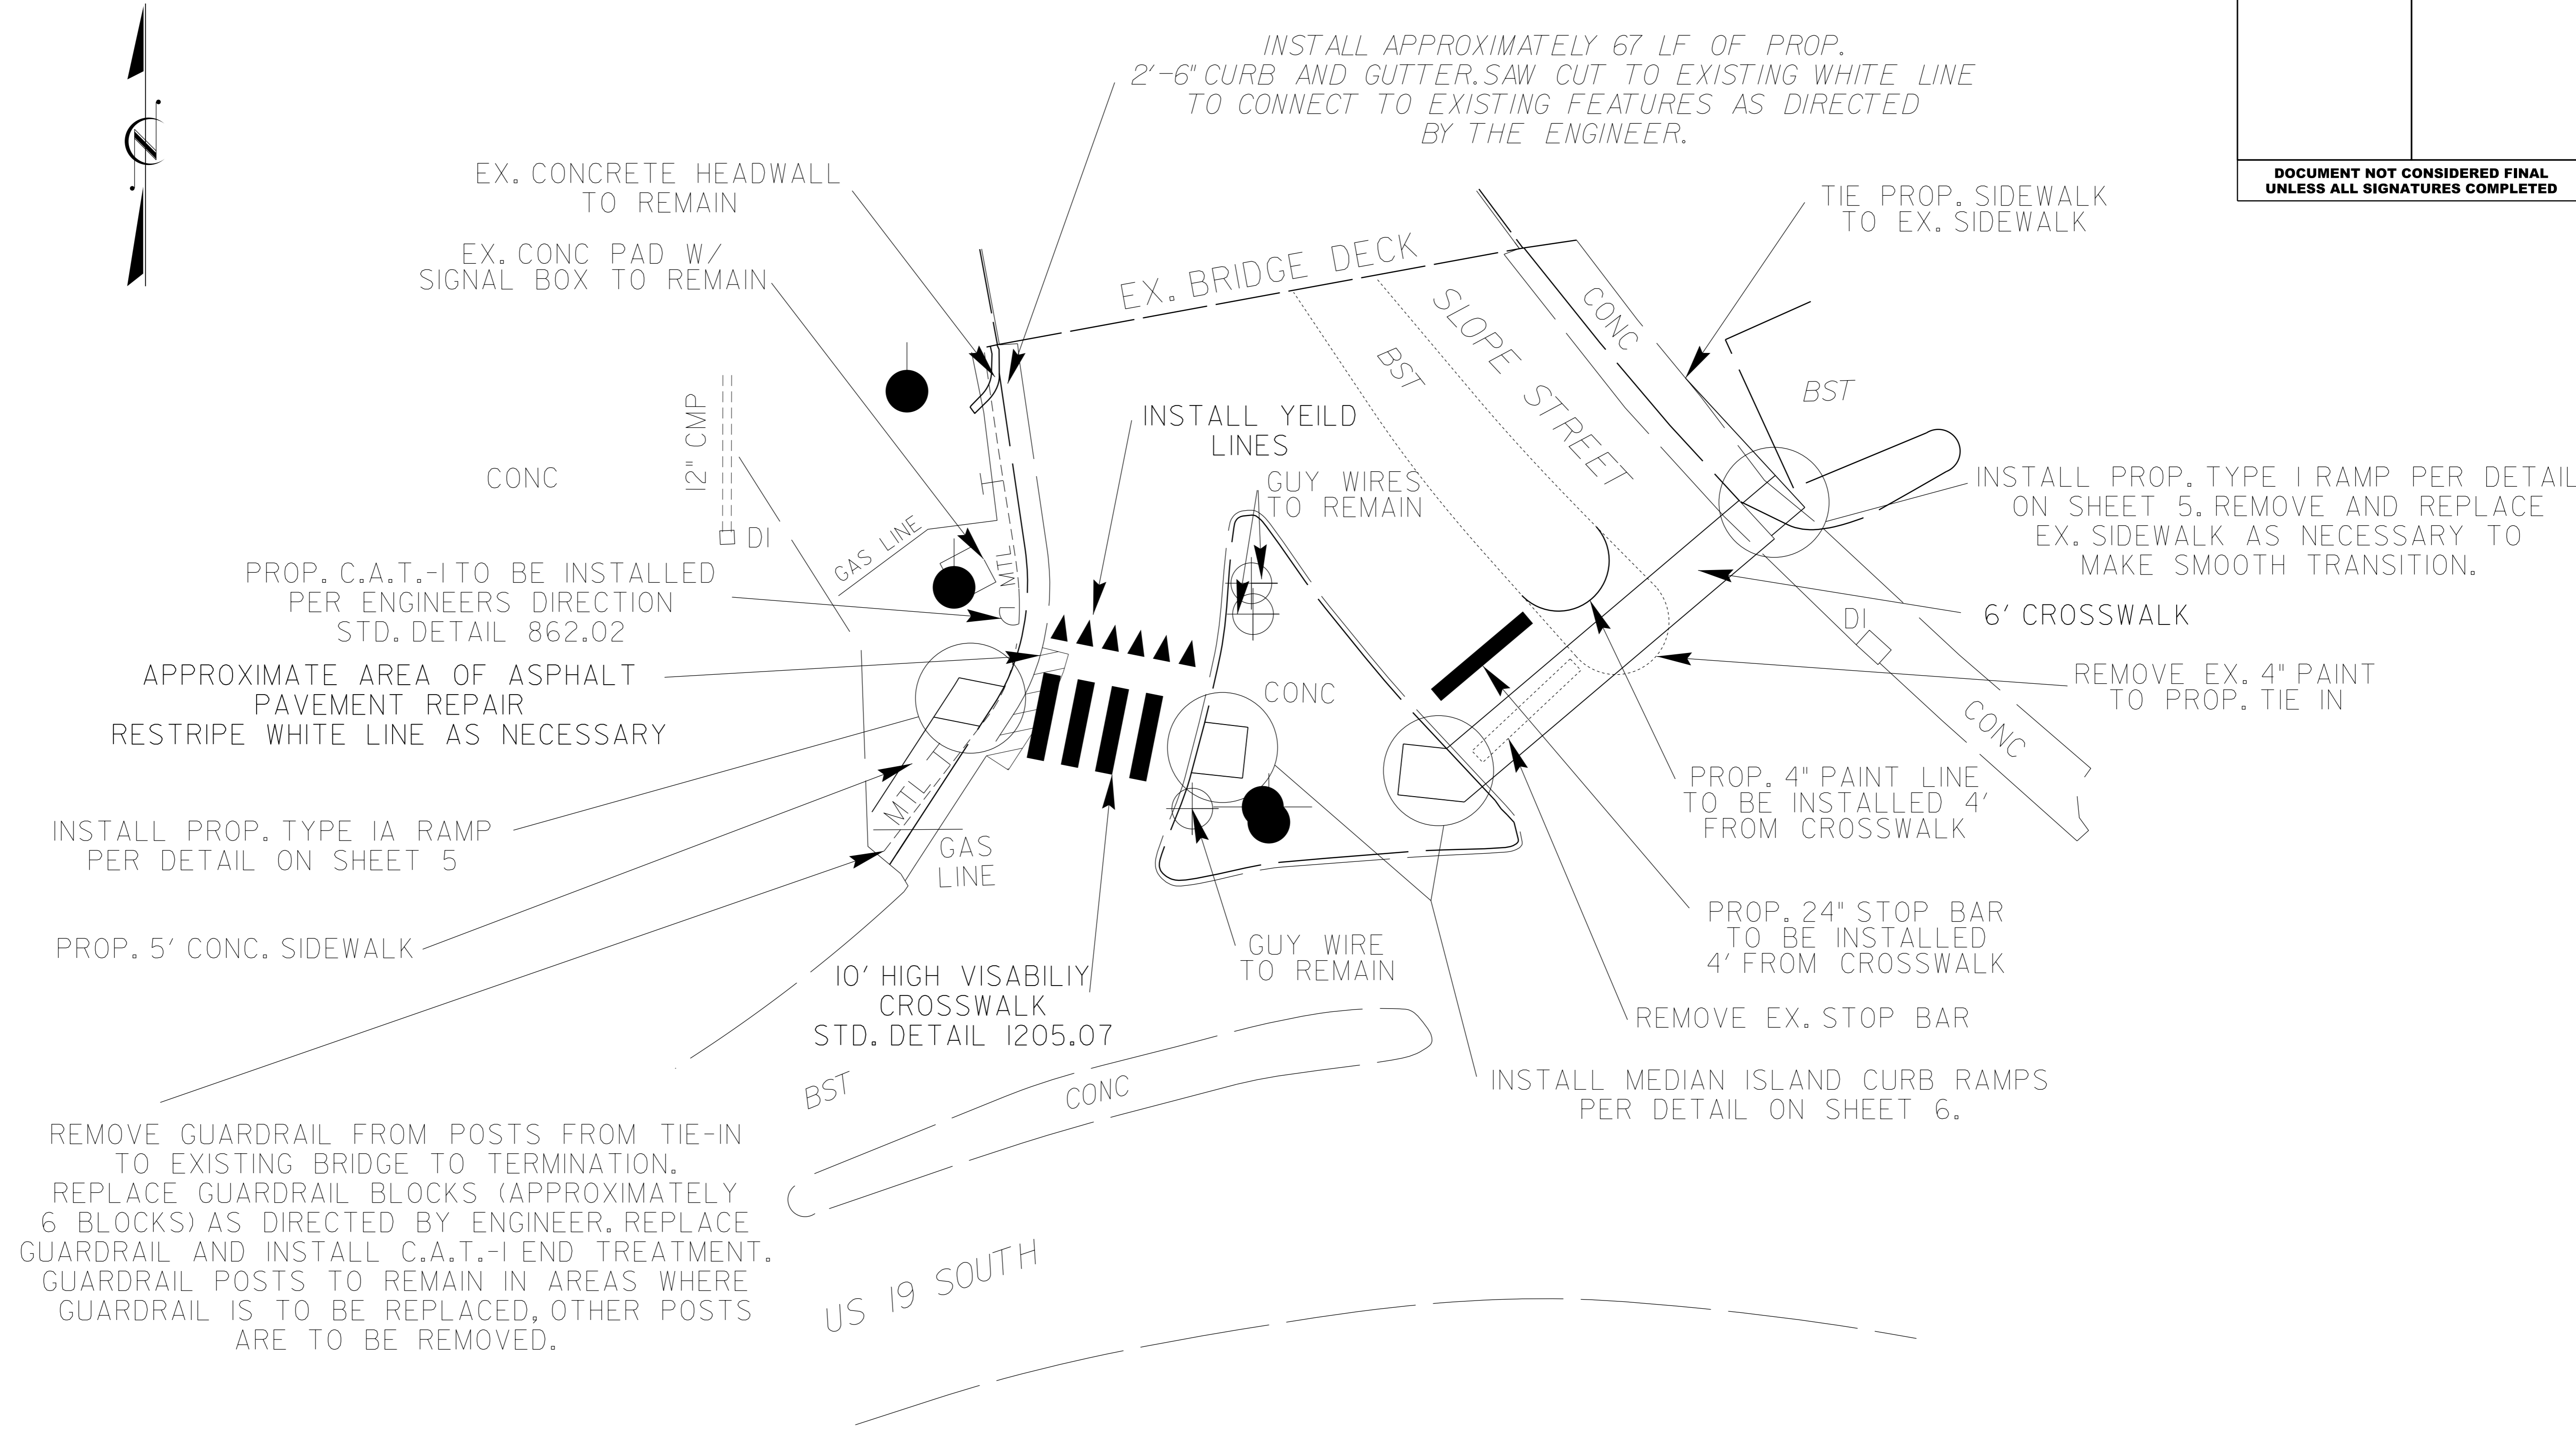 INSTALL APPROXIMATELY 67 LF OF PROP.
2'-6" CURB AND GUTTER. SAW CUT TO EXISTING WHITE LINE
TO CONNECT TO EXISTING FEATURES AS DIRECTED
BY THE ENGINEER.
DOCUMENT NOT CONSIDERED FINAL
UNLESS ALL SIGNATURES COMPLETED
N
EX. CONCRETE HEADWALL
TO REMAIN
EX. CONC PAD W/
SIGNAL BOX TO REMAIN
TIE PROP. SIDEWALK
TO EX. SIDEWALK
EX. BRIDGE DECK
SLOPE STREET
CONC
BST
BST
12" CMP
CONC
DI
GAS LINE
MTL
INSTALL YEILD
LINES
GUY WIRES
TO REMAIN
INSTALL PROP. TYPE 1 RAMP PER DETAIL
ON SHEET 5. REMOVE AND REPLACE
EX. SIDEWALK AS NECESSARY TO
MAKE SMOOTH TRANSITION.
PROP. C.A.T.-1 TO BE INSTALLED
PER ENGINEERS DIRECTION
STD. DETAIL 862.02
6' CROSSWALK
DI
APPROXIMATE AREA OF ASPHALT
PAVEMENT REPAIR
RESTRIPE WHITE LINE AS NECESSARY
CONC
REMOVE EX. 4" PAINT
TO PROP. TIE IN
CONC
PROP. 4" PAINT LINE
TO BE INSTALLED 4'
FROM CROSSWALK
MTL
GAS
LINE
INSTALL PROP. TYPE 1A RAMP
PER DETAIL ON SHEET 5
PROP. 24" STOP BAR
TO BE INSTALLED
4' FROM CROSSWALK
PROP. 5' CONC. SIDEWALK
GUY WIRE
TO REMAIN
10' HIGH VISABILIY
CROSSWALK
STD. DETAIL 1205.07
REMOVE EX. STOP BAR
BST
CONC
INSTALL MEDIAN ISLAND CURB RAMPS
PER DETAIL ON SHEET 6.
REMOVE GUARDRAIL FROM POSTS FROM TIE-IN
TO EXISTING BRIDGE TO TERMINATION.
REPLACE GUARDRAIL BLOCKS (APPROXIMATELY
6 BLOCKS) AS DIRECTED BY ENGINEER. REPLACE
GUARDRAIL AND INSTALL C.A.T.-1 END TREATMENT.
GUARDRAIL POSTS TO REMAIN IN AREAS WHERE
GUARDRAIL IS TO BE REPLACED, OTHER POSTS
ARE TO BE REMOVED.
US 19 SOUTH